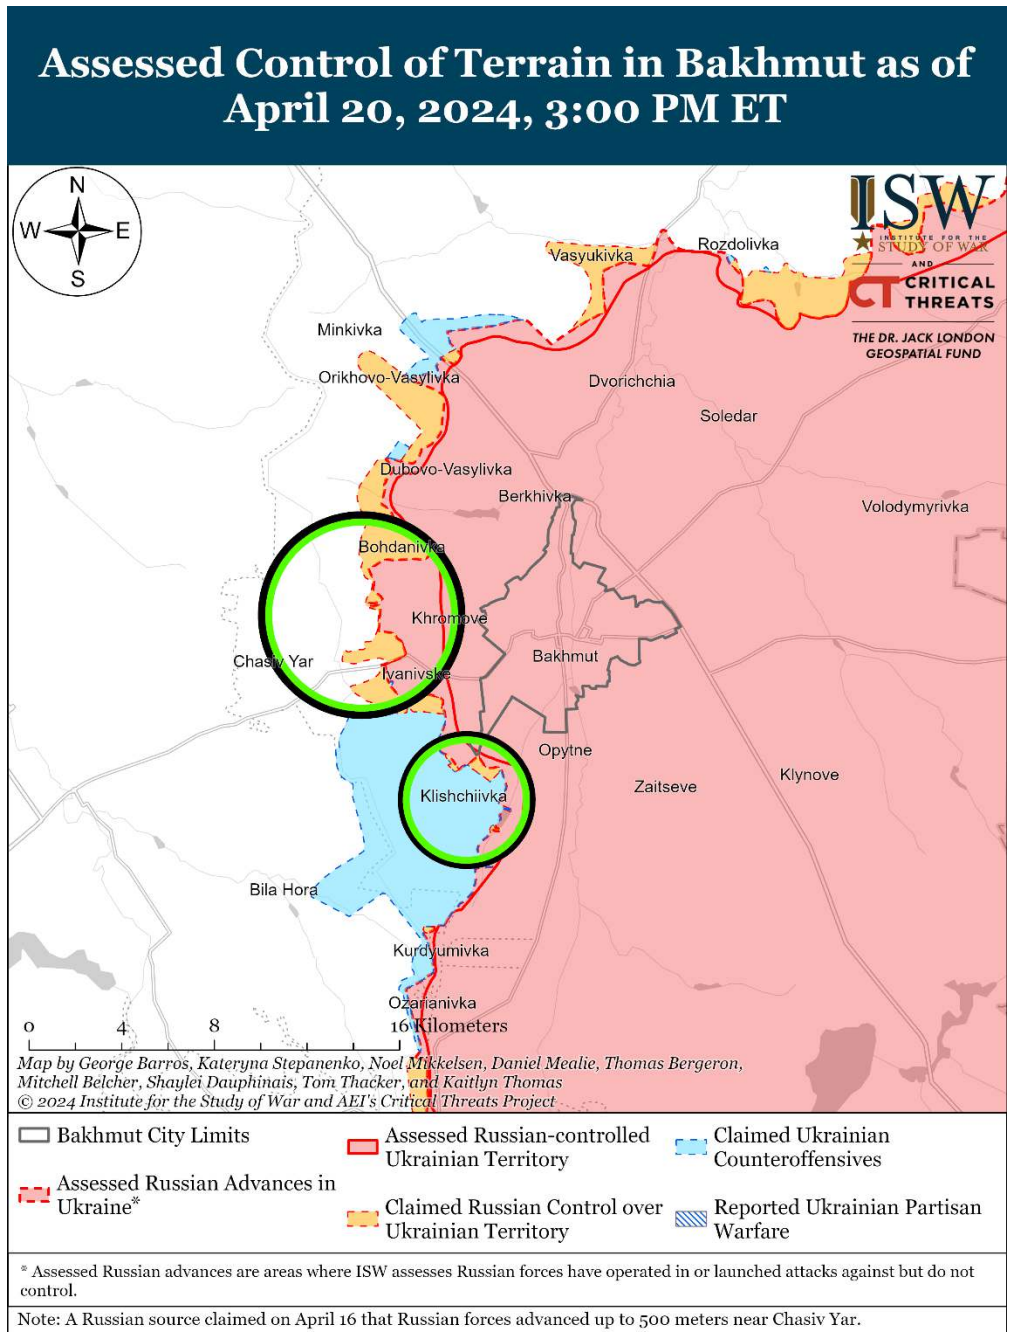 Assessed Control of Terrain in Bakhmut as of
April 20, 2024, 3:00 PM ET
N
W
E
S
ISW
INSTITUTE FOR THE
STUDY OF WAR
AND
CT CRITICAL
THREATS
THE DR. JACK LONDON
GEOSPATIAL FUND
Rozdolivka
Vasyukivka
Minkivka
Orikhovo-Vasylivka
Dvorichchia
Soledar
Dubovo-Vasylivka
Berkhivka
Volodymyrivka
Bohdanivka
Khromove
Bakhmut
Chasiv Yar
Ivanivske
Opytne
Klynove
Zaitseve
Klishchiivka
Bila Hora
Kurdyumivka
Ozarianivka
0 4 8 16 Kilometers
Map by George Barros, Kateryna Stepanenko, Noel Mikkelsen, Daniel Mealie, Thomas Bergeron,
Mitchell Belcher, Shaylei Dauphinais, Tom Thacker, and Kaitlyn Thomas
© 2024 Institute for the Study of War and AEI's Critical Threats Project
Bakhmut City Limits
Assessed Russian Advances in
Ukraine*
Assessed Russian-controlled
Ukrainian Territory
Claimed Russian Control over
Ukrainian Territory
Claimed Ukrainian
Counteroffensives
Reported Ukrainian Partisan
Warfare
* Assessed Russian advances are areas where ISW assesses Russian forces have operated in or launched attacks against but do not
control.
Note: A Russian source claimed on April 16 that Russian forces advanced up to 500 meters near Chasiv Yar.